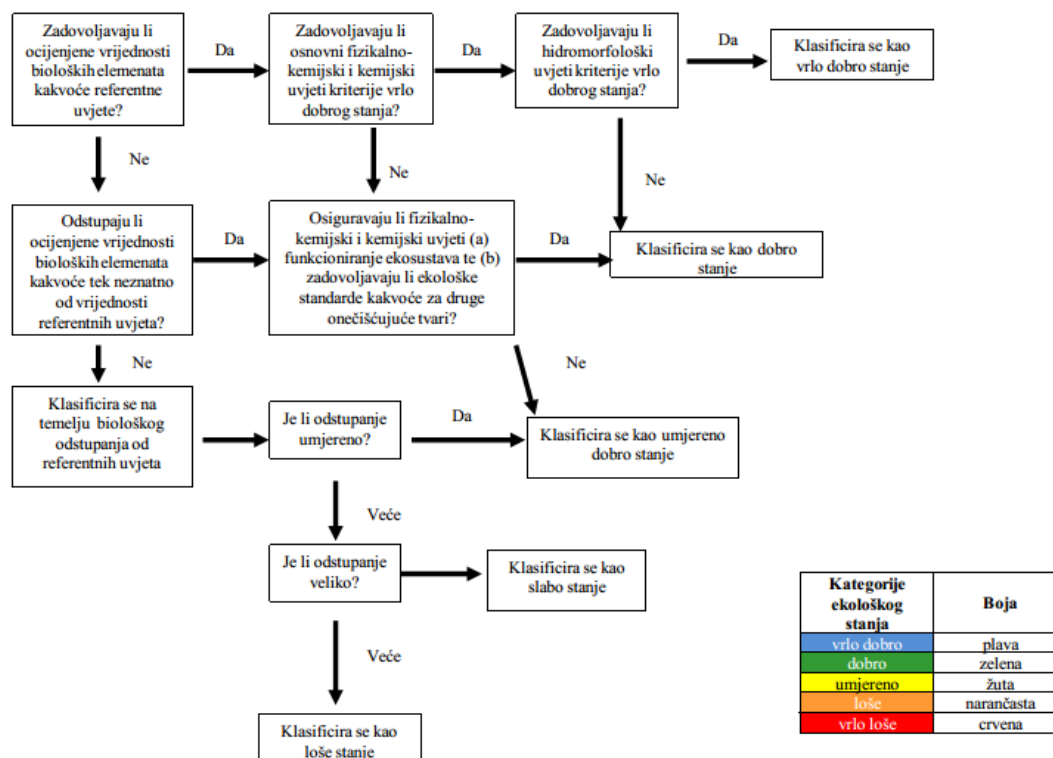 Zadovoljavaju li
ocijenjene vrijednosti
bioloških elemenata
kakvoće referentne
uvjete?
Da
Zadovoljavaju li
osnovni fizikalno-
kemijski i kemijski
uvjeti kriterije vrlo
dobrog stanja?
Da
Zadovoljavaju li
hidromorfološki
uvjeti kriterije vrlo
dobrog stanja?
Da
Klasificira se kao
vrlo dobro stanje
Ne
Ne
Ne
Odstupaju li
ocijenjene vrijednosti
bioloških elemenata
kakvoće tek neznatno
od vrijednosti
referentnih uvjeta?
Da
Osiguravaju li fizikalno-
kemijski i kemijski uvjeti (a)
funkcioniranje ekosustava te (b)
zadovoljavaju li ekološke
standarde kakvoće za druge
onečišćujuće tvari?
Da
Klasificira se kao dobro
stanje
Ne
Ne
Klasificira se na
temelju biološkog
odstupanja od
referentnih uvjeta
Je li odstupanje
umjereno?
Da
Klasificira se kao umjereno
dobro stanje
Veće
Je li odstupanje
veliko?
Klasificira se kao
slabo stanje
Veće
Klasificira se kao
loše stanje
Kategorije
ekološkog
stanja
Boja
vrlo dobro
plava
dobro
zelena
umjereno
žuta
loše
narančasta
vrlo loše
crvena